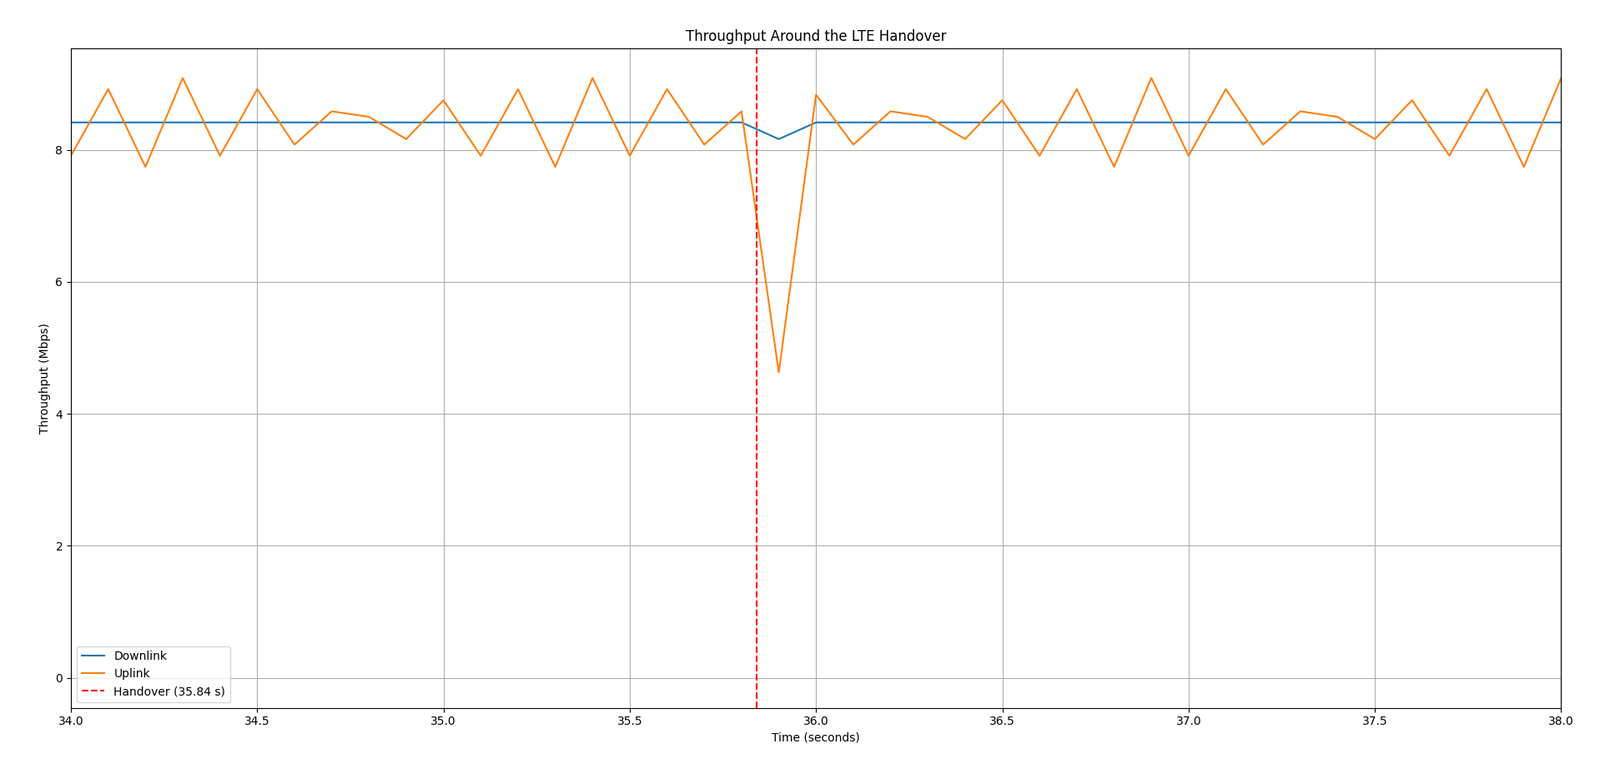 Throughput Around the LTE Handover
Throughput (Mbps)
8
6
4
2
0
Downlink
Uplink
Handover (35.84 s)
34.0 34.5 35.0 35.5 36.0 36.5 37.0 37.5 38.0
Time (seconds)